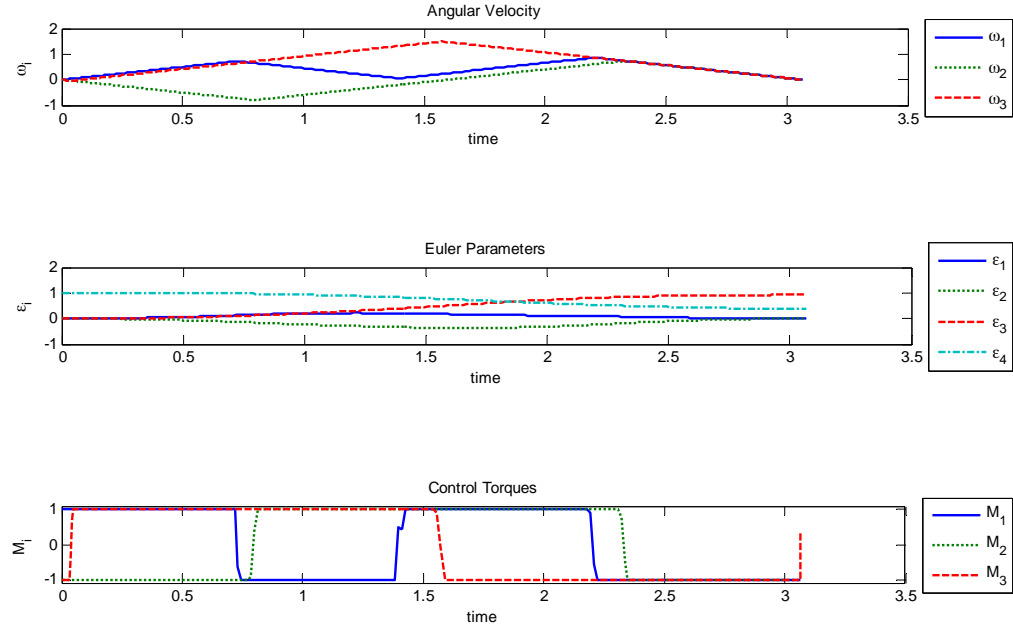 Angular Velocity
2
1
0
-1
ω_i
0 0.5 1 1.5 2 2.5 3 3.5
time
ω_1
ω_2
ω_3
Euler Parameters
2
1
0
-1
ε_i
0 0.5 1 1.5 2 2.5 3 3.5
time
ε_1
ε_2
ε_3
ε_4
Control Torques
1
0
-1
M_i
0 0.5 1 1.5 2 2.5 3 3.5
time
M_1
M_2
M_3